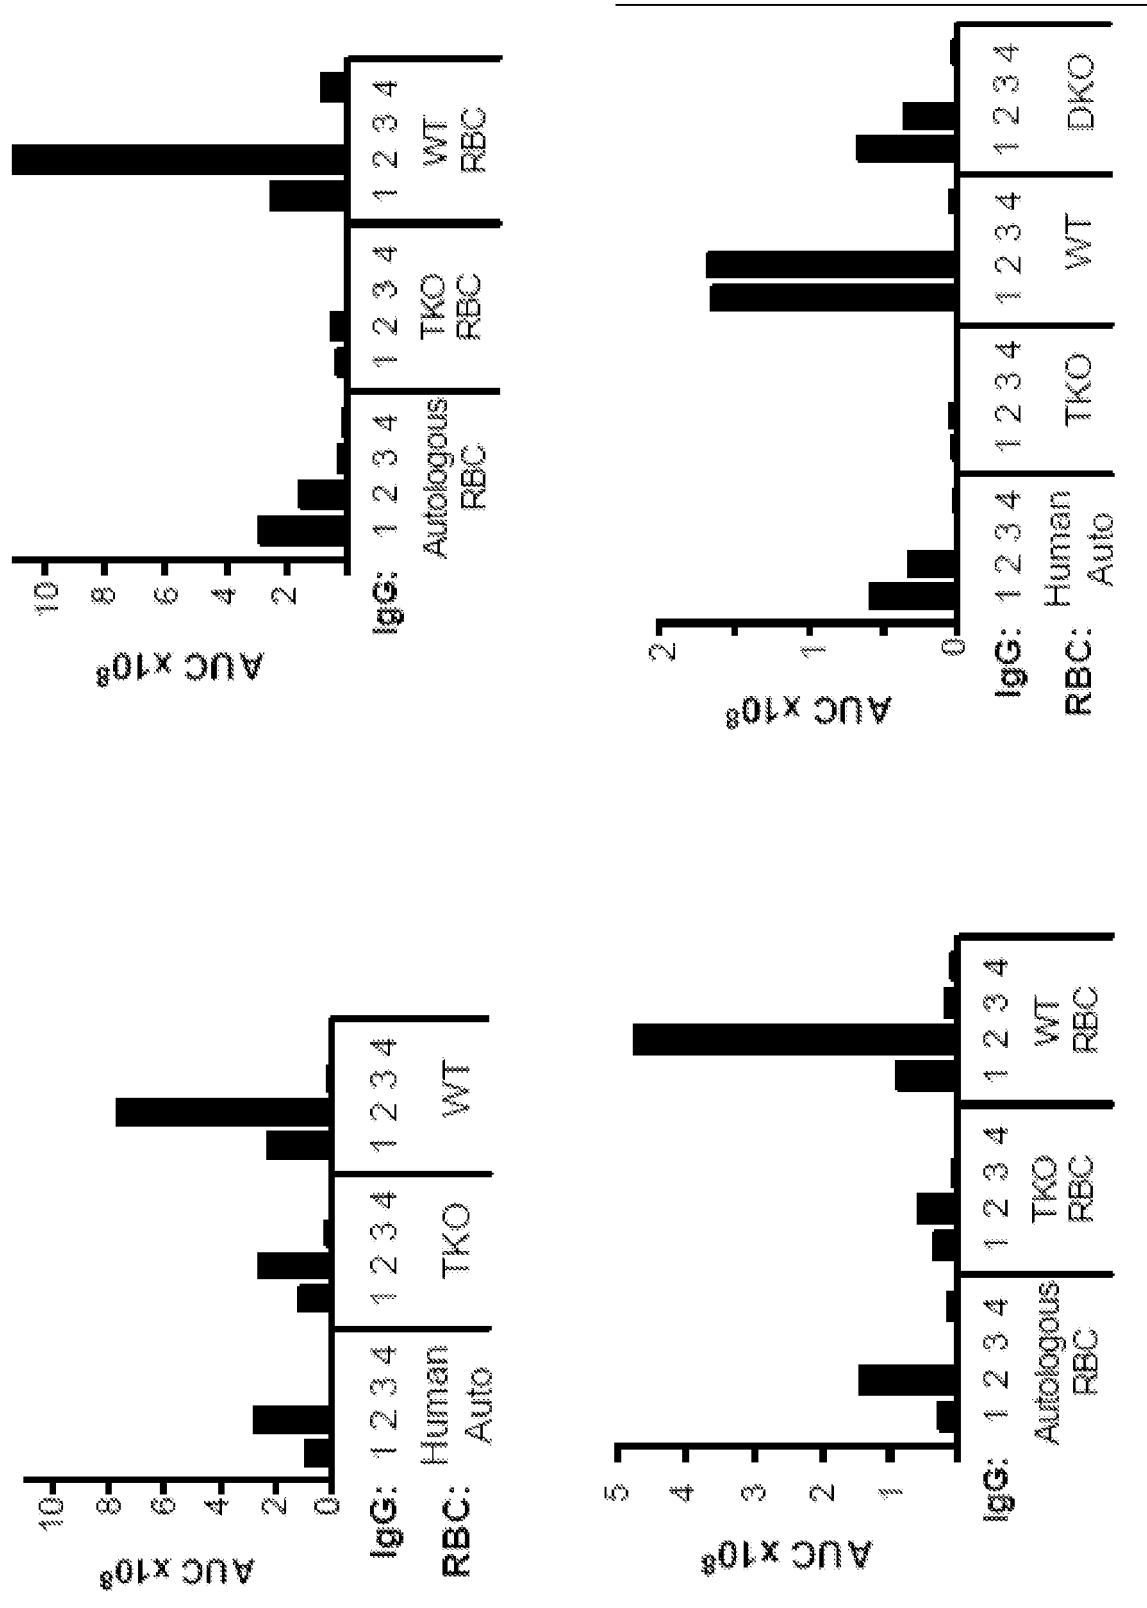 AUC x10⁸
10
8
6
4
2
0
IgG: 1 2 3 4 1 2 3 4 1 2 3 4
RBC: Human Auto TKO WT
AUC x10⁸
10
8
6
4
2
IgG: 1 2 3 4 1 2 3 4 1 2 3 4
Autologous TKO WT
RBC RBC RBC
AUC x10⁸
5
4
3
2
1
IgG: 1 2 3 4 1 2 3 4 1 2 3 4
Autologous TKO WT
RBC RBC RBC
AUC x10⁸
2
1
0
IgG: 1 2 3 4 1 2 3 4 1 2 3 4 1 2 3 4
RBC: Human Auto TKO WT DKO